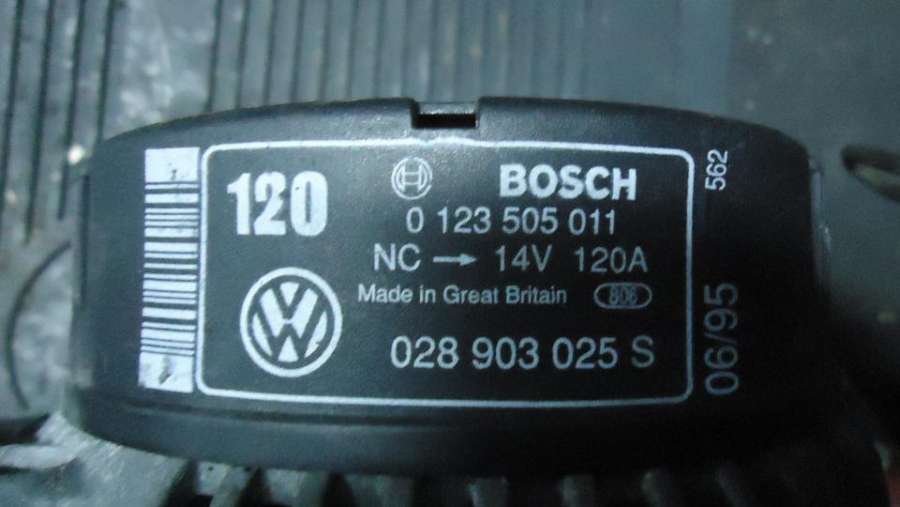 120
BOSCH
0 123 505 011
NC → 14V 120A
Made in Great Britain 806
028 903 025 S
562
06/95